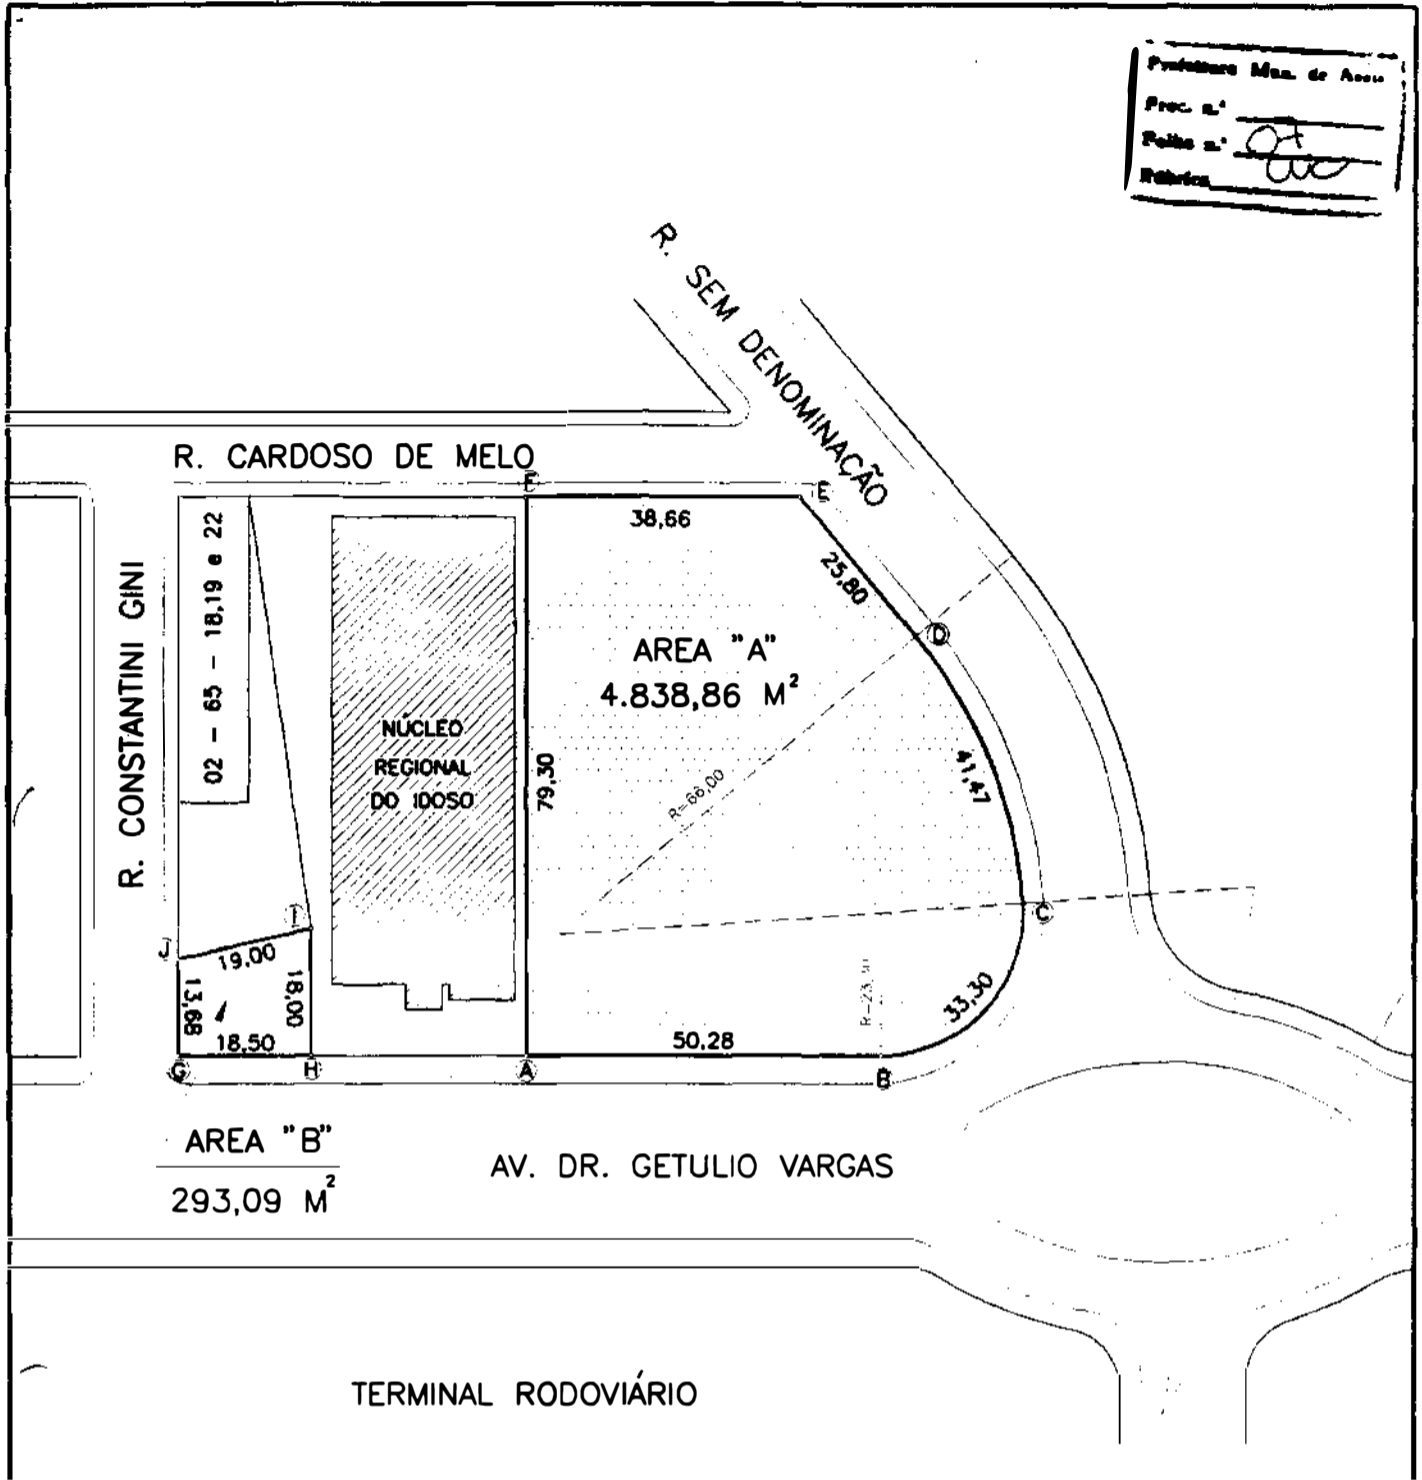 Prefeitura Mun. de
Proc. n.º
Folha n.º 07
Rúbrica
R. SEM DENOMINAÇÃO
R. CARDOSO DE MELO
F
E
38,66
R. CONSTANTINI GINI
02 - 65 - 18,19 e 22
25,80
D
AREA "A"
4.838,86 M²
NÚCLEO
REGIONAL
DO IDOSO
79,30
R=66,00
41,47
I
C
J
19,00
13,68
18,00
33,30
18,50
50,28
G
H
A
B
AREA "B"
293,09 M²
AV. DR. GETULIO VARGAS
TERMINAL RODOVIÁRIO